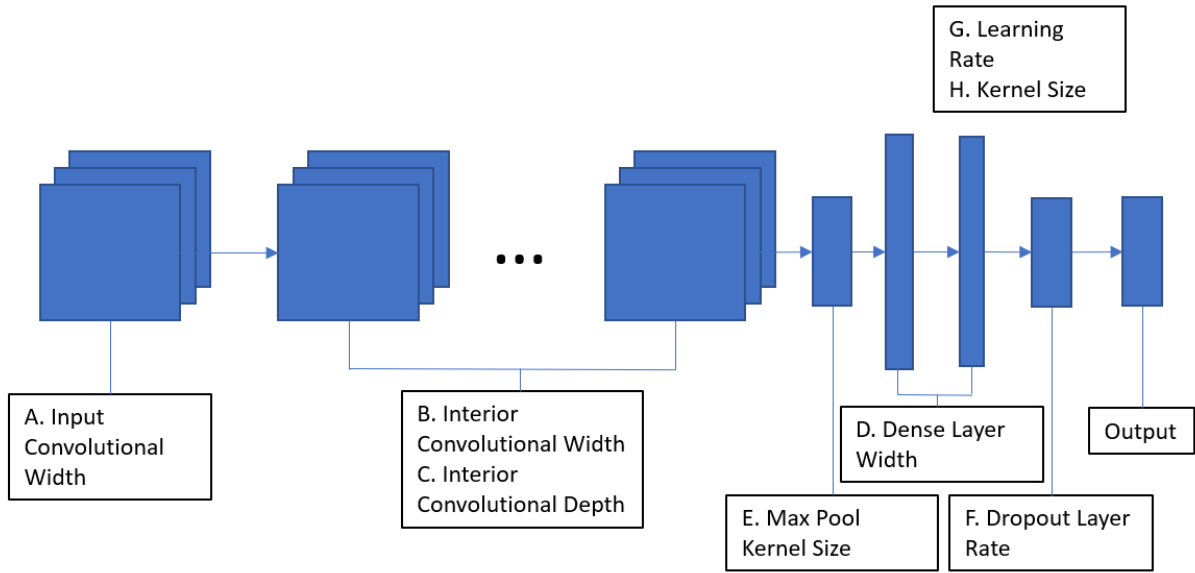 G. Learning
Rate
H. Kernel Size
...
A. Input
Convolutional
Width
B. Interior
Convolutional Width
C. Interior
Convolutional Depth
D. Dense Layer
Width
Output
E. Max Pool
Kernel Size
F. Dropout Layer
Rate